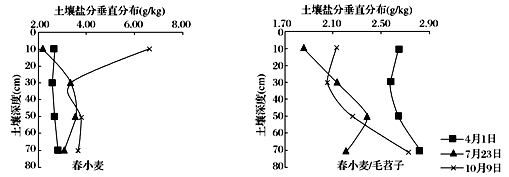 土壤盐分垂直分布(g/kg)
2.00 4.00 6.00 8.00
0
10
20
30
40
50
60
70
80
土壤深度(cm)
春小麦
土壤盐分垂直分布(g/kg)
1.70 2.10 2.50 2.90
0
10
20
30
40
50
60
70
80
土壤深度(cm)
春小麦/毛苕子
4月1日
7月23日
10月9日